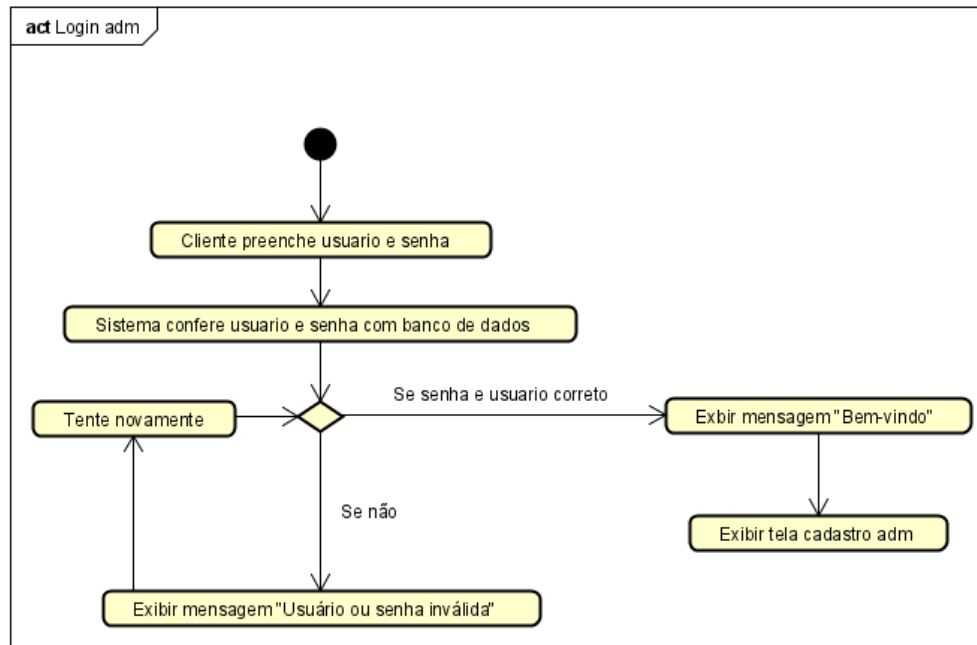 act Login adm
Cliente preenche usuario e senha
Sistema confere usuario e senha com banco de dados
Se senha e usuario correto
Tente novamente
Exbir mensagem "Bem-vindo"
Se não
Exibir tela cadastro adm
Exibir mensagem "Usuário ou senha inválida"